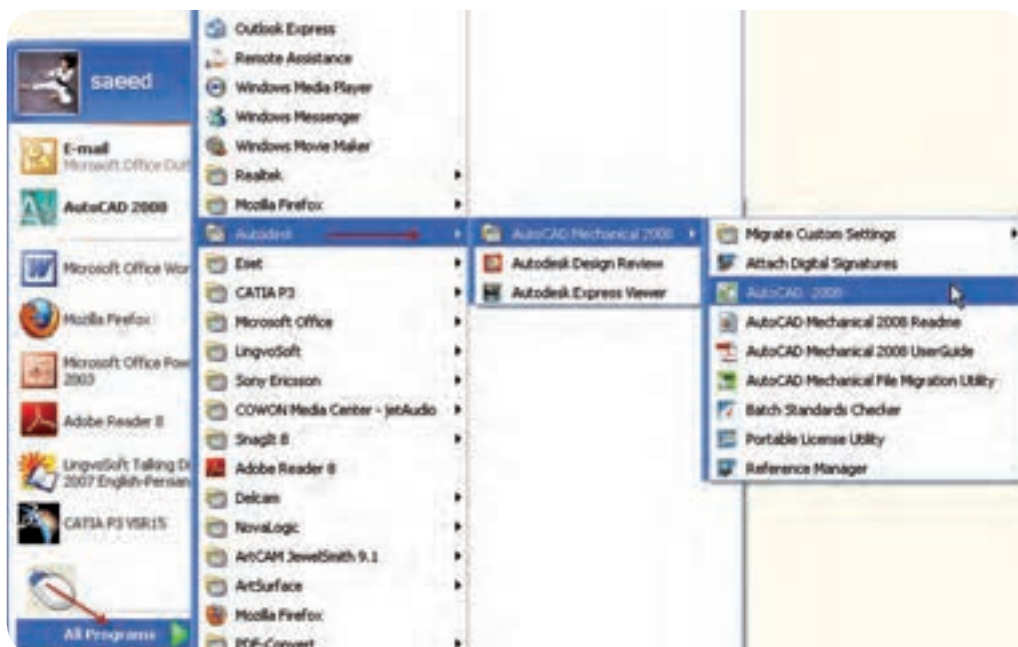 saeed
E-mail
Microsoft Office Out
AutoCAD 2008
Microsoft Office Wor
Mozilla Firefox
Microsoft Office Pow
2003
Adobe Reader 8
LingvoSoft Talking Di
2007 English-Persian
CATIA P3 V5R15
All Programs
Outlook Express
Remote Assistance
Windows Media Player
Windows Messenger
Windows Movie Maker
Realtek
Mozilla Firefox
Autodesk
Eset
CATIA P3
Microsoft Office
LingvoSoft
Sony Ericsson
COWON Media Center - jetAudio
SnagIt 8
Adobe Reader 8
Delcam
NovaLogic
ArtCAM JewelSmith 9.1
ArtSurface
Mozilla Firefox
PDF-Convert
AutoCAD Mechanical 2008
Autodesk Design Review
Autodesk Express Viewer
Migrate Custom Settings
Attach Digital Signatures
AutoCAD 2008
AutoCAD Mechanical 2008 Readme
AutoCAD Mechanical 2008 UserGuide
AutoCAD Mechanical File Migration Utility
Batch Standards Checker
Portable License Utility
Reference Manager